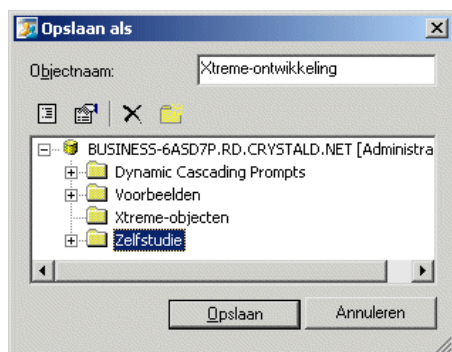 Opslaan als
Objectnaam: Xtreme-ontwikkeling
BUSINESS-6ASD7P.RD.CRYSTALD.NET [Administra
Dynamic Cascading Prompts
Voorbeelden
Xtreme-objecten
Zelfstudie
Opslaan Annuleren